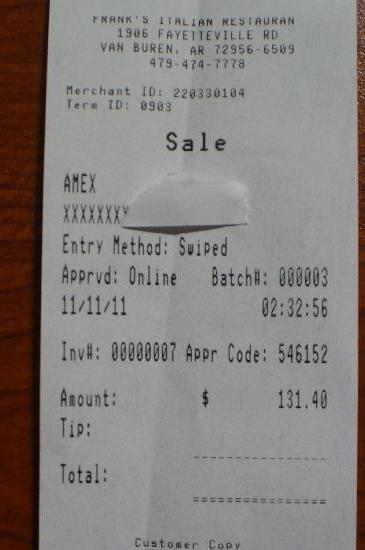 FRANK'S ITALIAN RESTAURAN
1906 FAYETTEVILLE RD
VAN BUREN, AR 72956-6509
479-474-7778
Merchant ID: 220330104
Term ID: 0903
Sale
AMEX
XXXXXXXX
Entry Method: Swiped
Apprvd: Online Batch#: 000003
11/11/11 02:32:56
Inv#: 00000007 Appr Code: 546152
Amount: $ 131.40
Tip:
Total:
Customer Copy